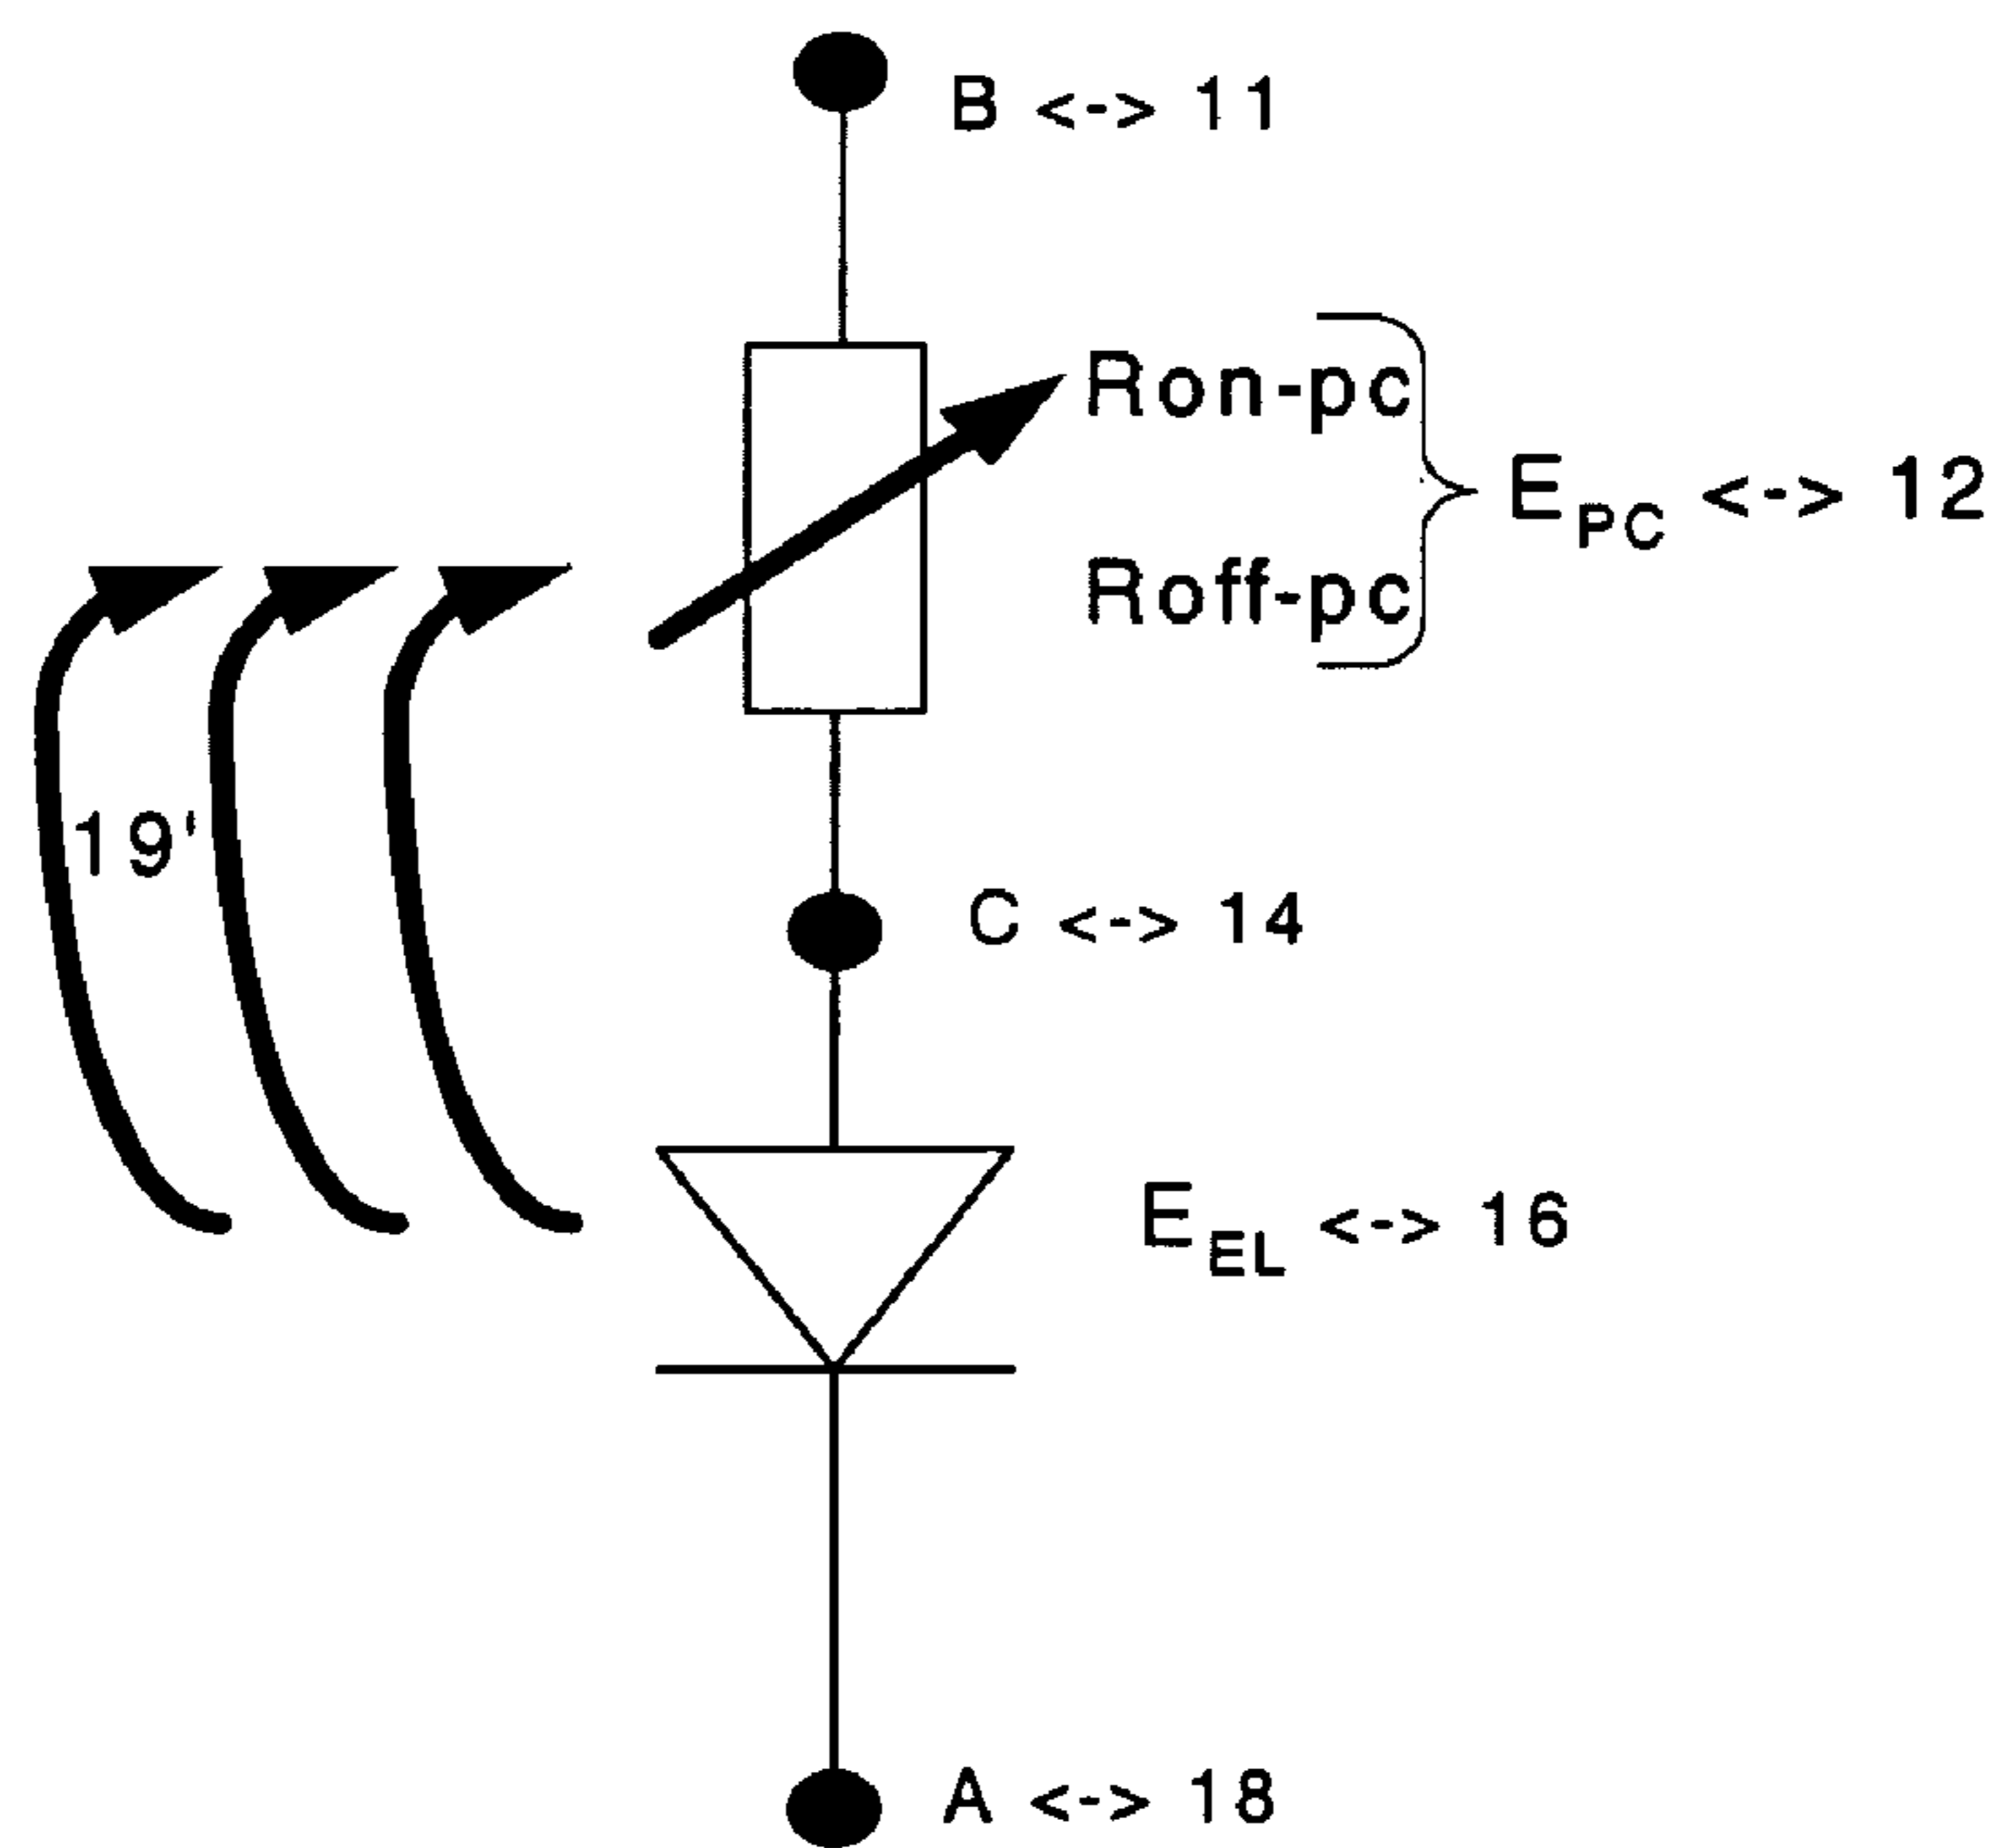 B <-> 11
Ron-pc
E_PC <-> 12
Roff-pc
19'
C <-> 14
E_EL <-> 16
A <-> 18